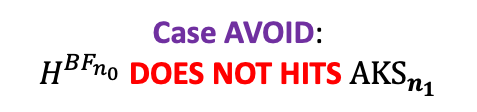 Case AVOID:
H^{BF_{n_0}} DOES NOT HITS AKS_{n_1}